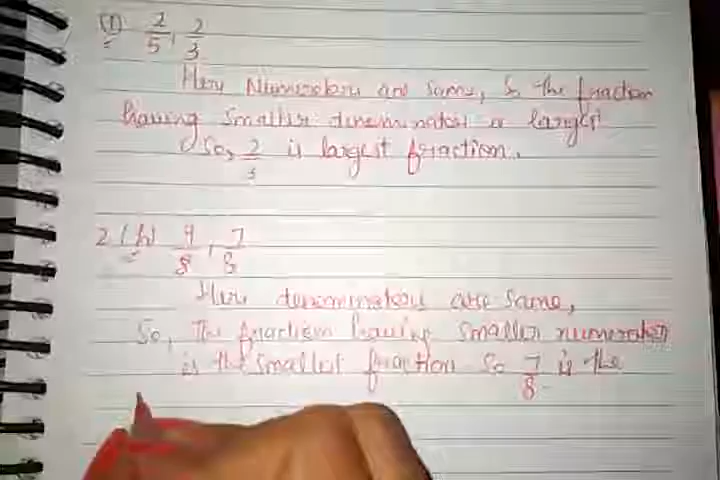 (1) 2/5, 2/3
Here Numerators are same, So the fraction
having smaller denominator is largest
So, 2/3 is largest fraction.
2 (b) 9/8, 7/8
Here denominators are same,
So, The fraction having smaller numerator
is the smallest fraction So 7/8 is the